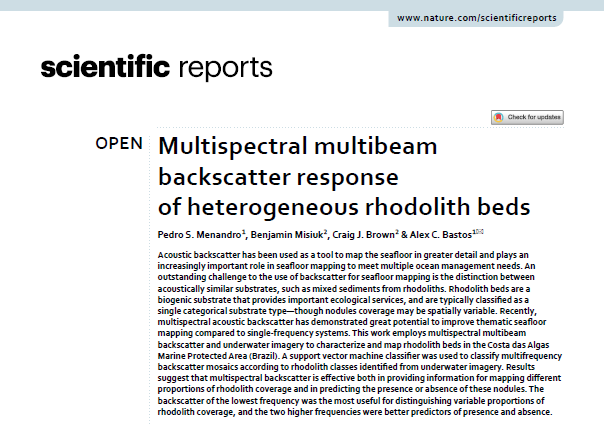 www.nature.com/scientificreports
scientific reports
Check for updates
OPEN
Multispectral multibeam
backscatter response
of heterogeneous rhodolith beds
Pedro S. Menandro1, Benjamin Misiuk2, Craig J. Brown2 & Alex C. Bastos1✉
Acoustic backscatter has been used as a tool to map the seafloor in greater detail and plays an
increasingly important role in seafloor mapping to meet multiple ocean management needs. An
outstanding challenge to the use of backscatter for seafloor mapping is the distinction between
acoustically similar substrates, such as mixed sediments from rhodoliths. Rhodolith beds are a
biogenic substrate that provides important ecological services, and are typically classified as a
single categorical substrate type—though nodules coverage may be spatially variable. Recently,
multispectral acoustic backscatter has demonstrated great potential to improve thematic seafloor
mapping compared to single-frequency systems. This work employs multispectral multibeam
backscatter and underwater imagery to characterize and map rhodolith beds in the Costa das Algas
Marine Protected Area (Brazil). A support vector machine classifier was used to classify multifrequency
backscatter mosaics according to rhodolith classes identified from underwater imagery. Results
suggest that multispectral backscatter is effective both in providing information for mapping different
proportions of rhodolith coverage and in predicting the presence or absence of these nodules. The
backscatter of the lowest frequency was the most useful for distinguishing variable proportions of
rhodolith coverage, and the two higher frequencies were better predictors of presence and absence.